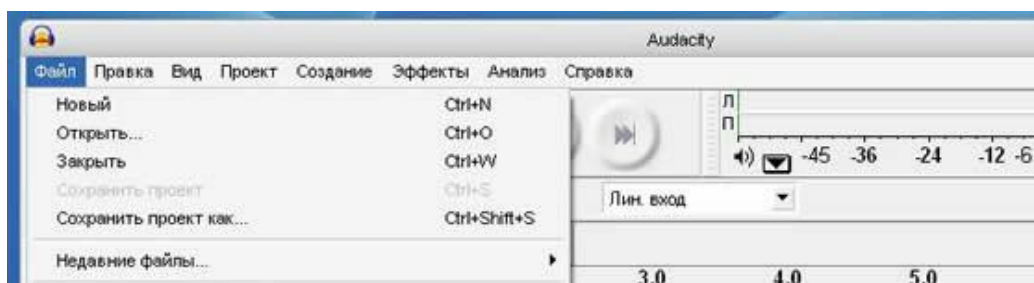 Audacity
Файл Правка Вид Проект Создание Эффекты Анализ Справка
Новый Ctrl+N
Открыть... Ctrl+O
Закрыть Ctrl+W
Сохранить проект Ctrl+S
Сохранить проект как... Ctrl+Shift+S
Недавние файлы...
Л
П
-45 -36 -24 -12 -6
Лин. вход
3.0 4.0 5.0